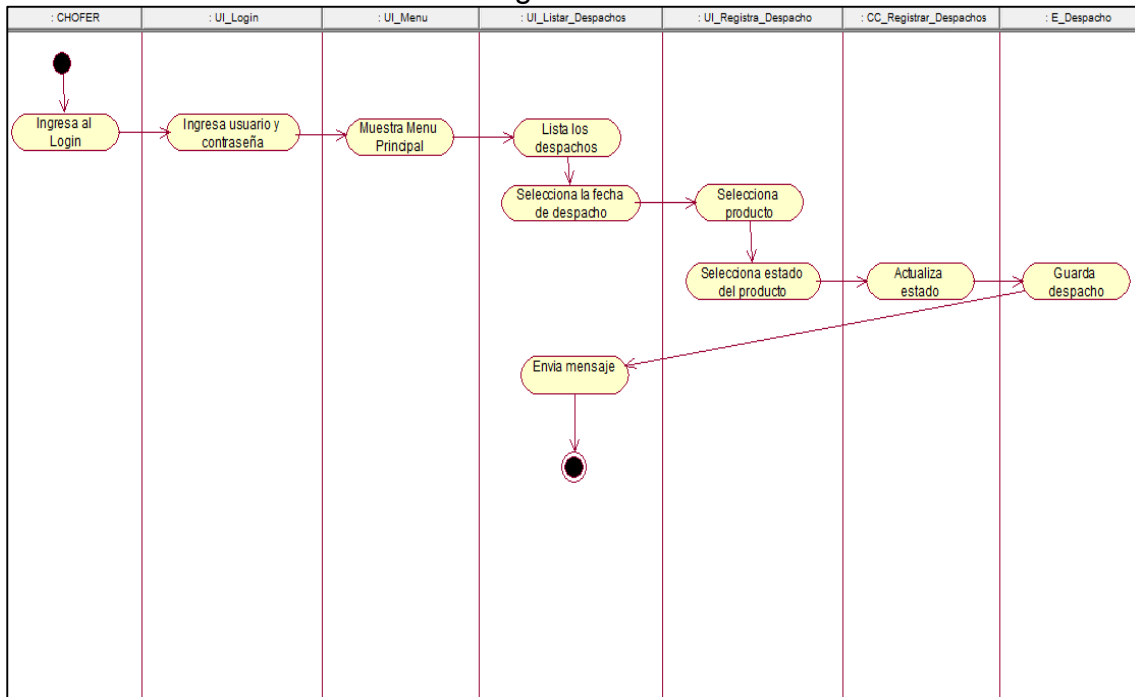 : CHOFER
: UI_Login
: UI_Menu
: UI_Listar_Despachos
: UI_Registra_Despacho
: CC_Registrar_Despachos
: E_Despacho
Ingresa al
Login
Ingresa usuario y
contraseña
Muestra Menu
Principal
Lista los
despachos
Selecciona la fecha
de despacho
Selecciona
producto
Selecciona estado
del producto
Actualiza
estado
Guarda
despacho
Envia mensaje